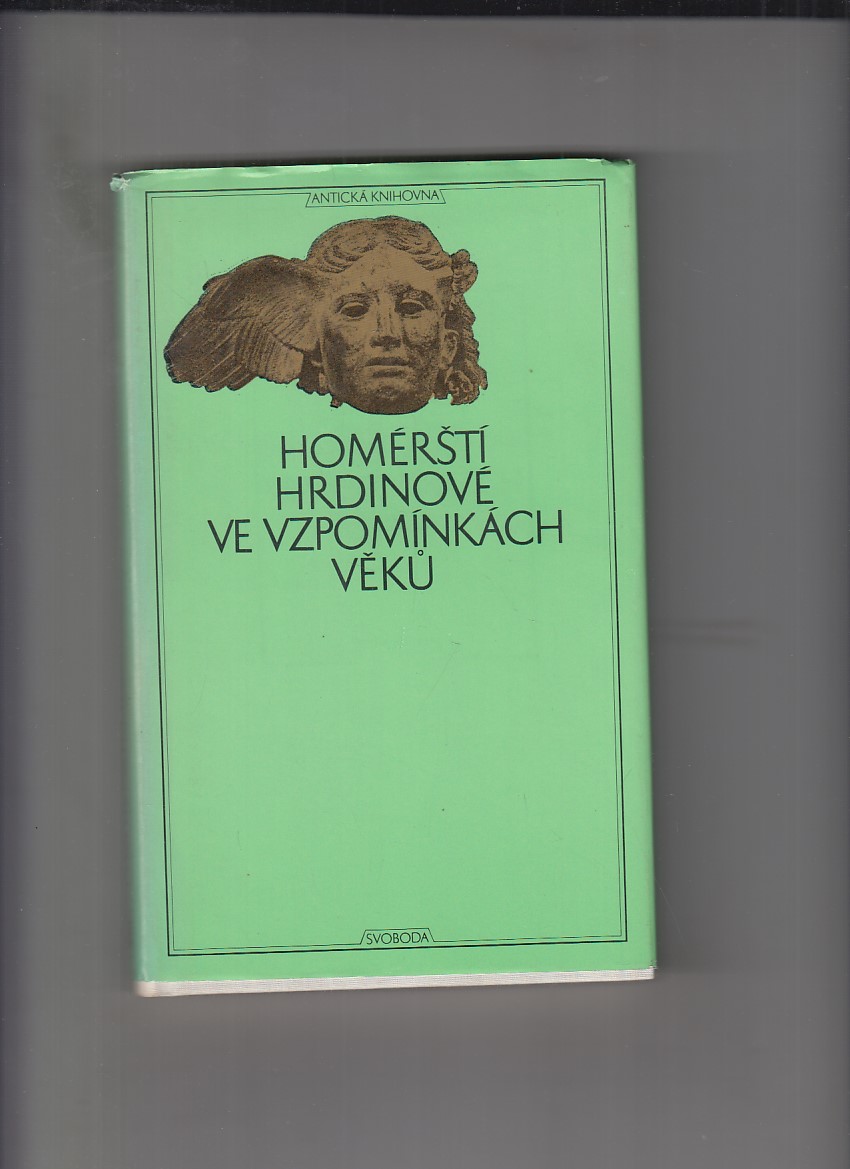 ANTICKÁ KNIHOVNA
HOMÉRŠTÍ
HRDINOVÉ
VE VZPOMÍNKÁCH
VĚKŮ
SVOBODA